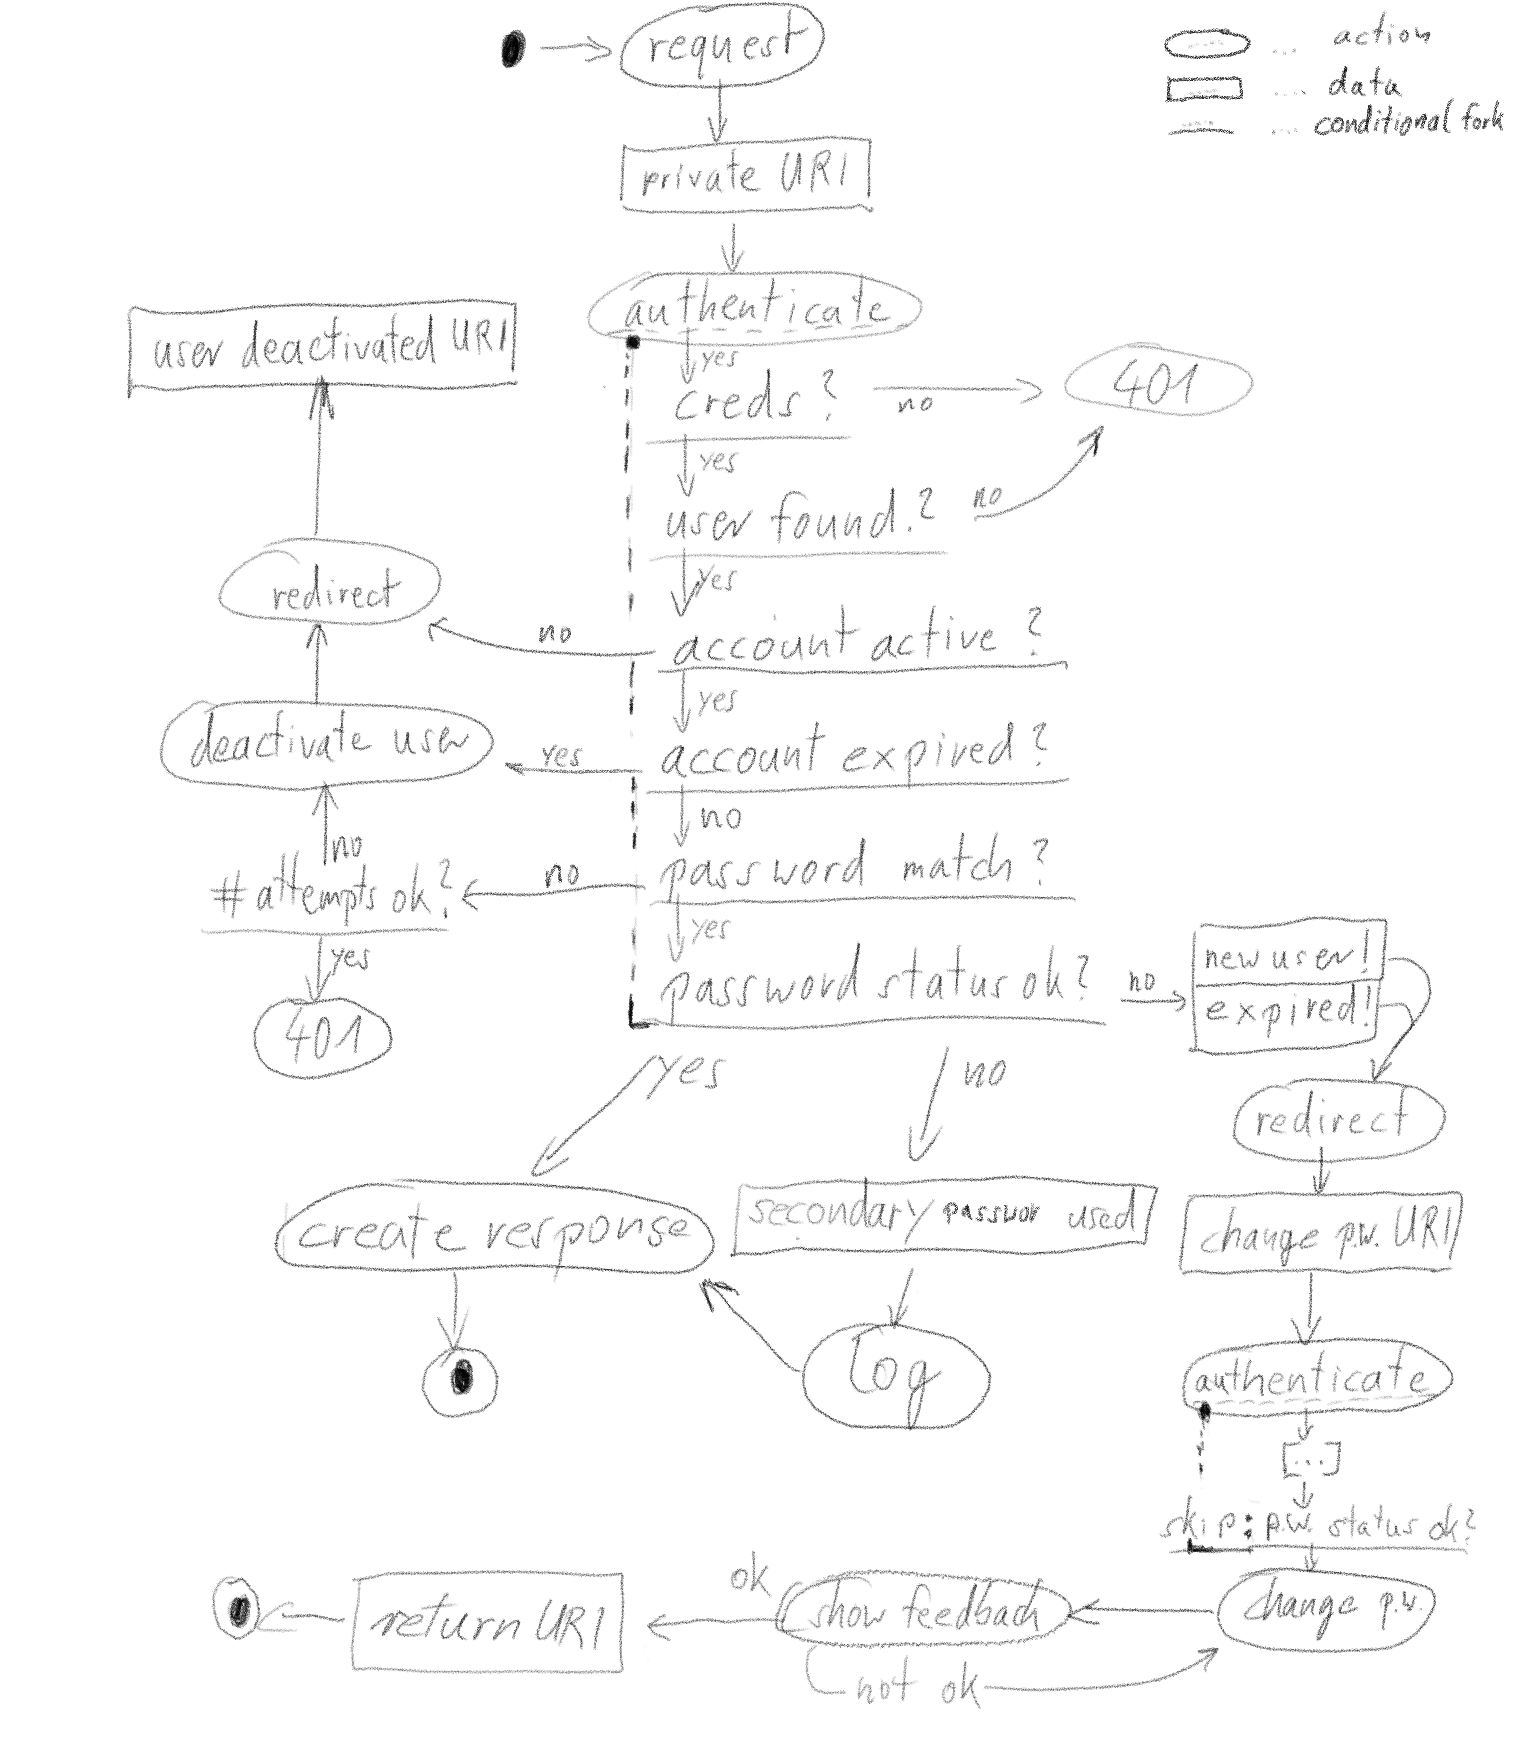 request
action
data
conditional fork
private URI
authenticate
user deactivated URI
yes
creds?
no
401
yes
user found.?
no
yes
redirect
no
account active?
yes
deactivate user
yes
account expired?
no
no
# attempts ok?
no
password match?
yes
yes
password status ok?
no
new user!
expired!
401
yes
no
redirect
create response
secondary passwor used
change p.w. URI
log
authenticate
[...]
skip: p.w. status ok?
ok
return URI
show feedback
change p.w.
not ok